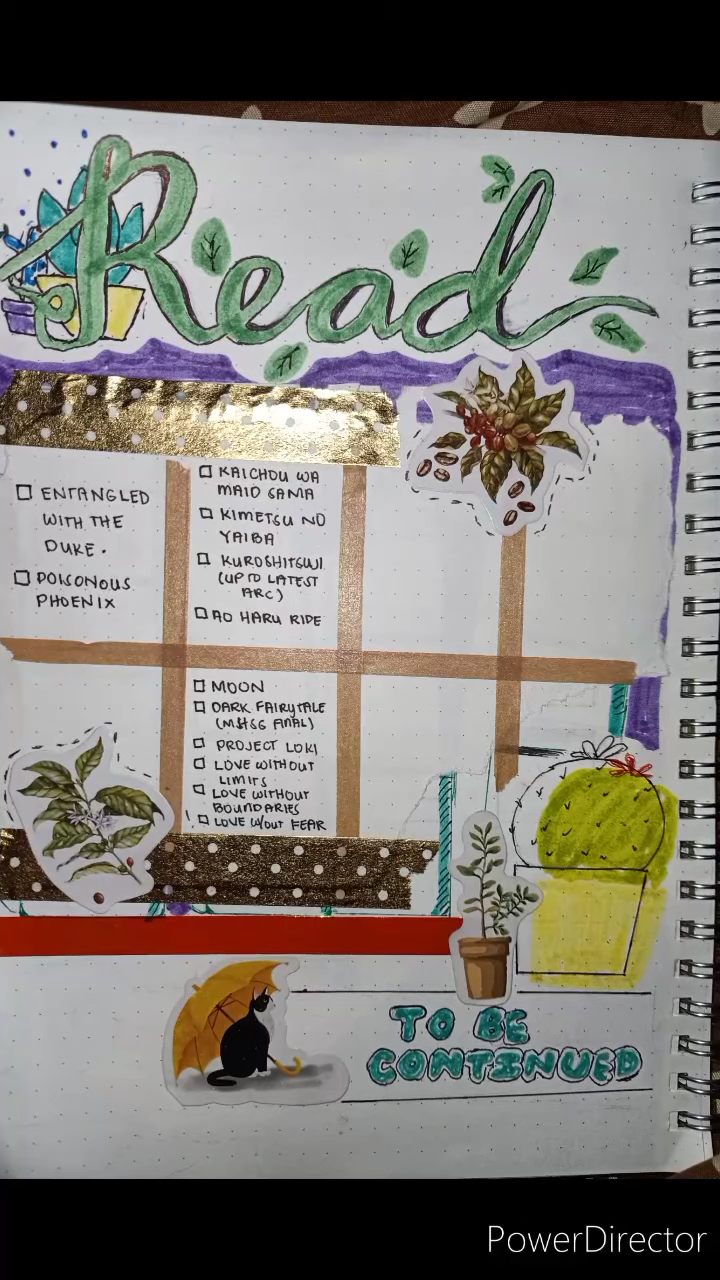 Read
☐ ENTANGLED
WITH THE
DUKE.
☐ POISONOUS
PHOENIX
☐ KAICHOU WA
MAID SAMA
☐ KIMETSU NO
YAIBA
☐ KUROSHITSUJI
(UP TO LATEST
ARC)
☐ AO HARU RIDE
☐ MOON
☐ DARK FAIRYTALE
(MHSG FINAL)
☐ PROJECT LOKI
☐ LOVE WITHOUT
LIMITS
☐ LOVE WITHOUT
BOUNDARIES
! ☐ LOVE W/OUT FEAR
TO BE
CONTINUED
PowerDirector